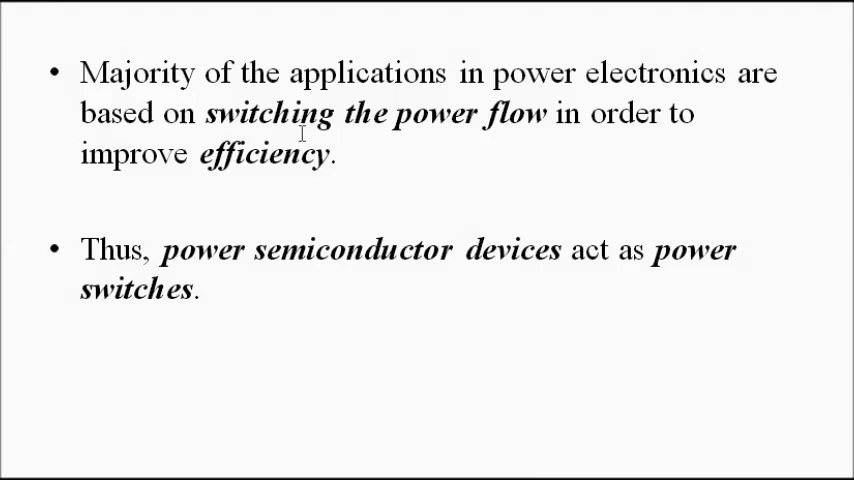 • Majority of the applications in power electronics are
based on switching the power flow in order to
improve efficiency.
• Thus, power semiconductor devices act as power
switches.